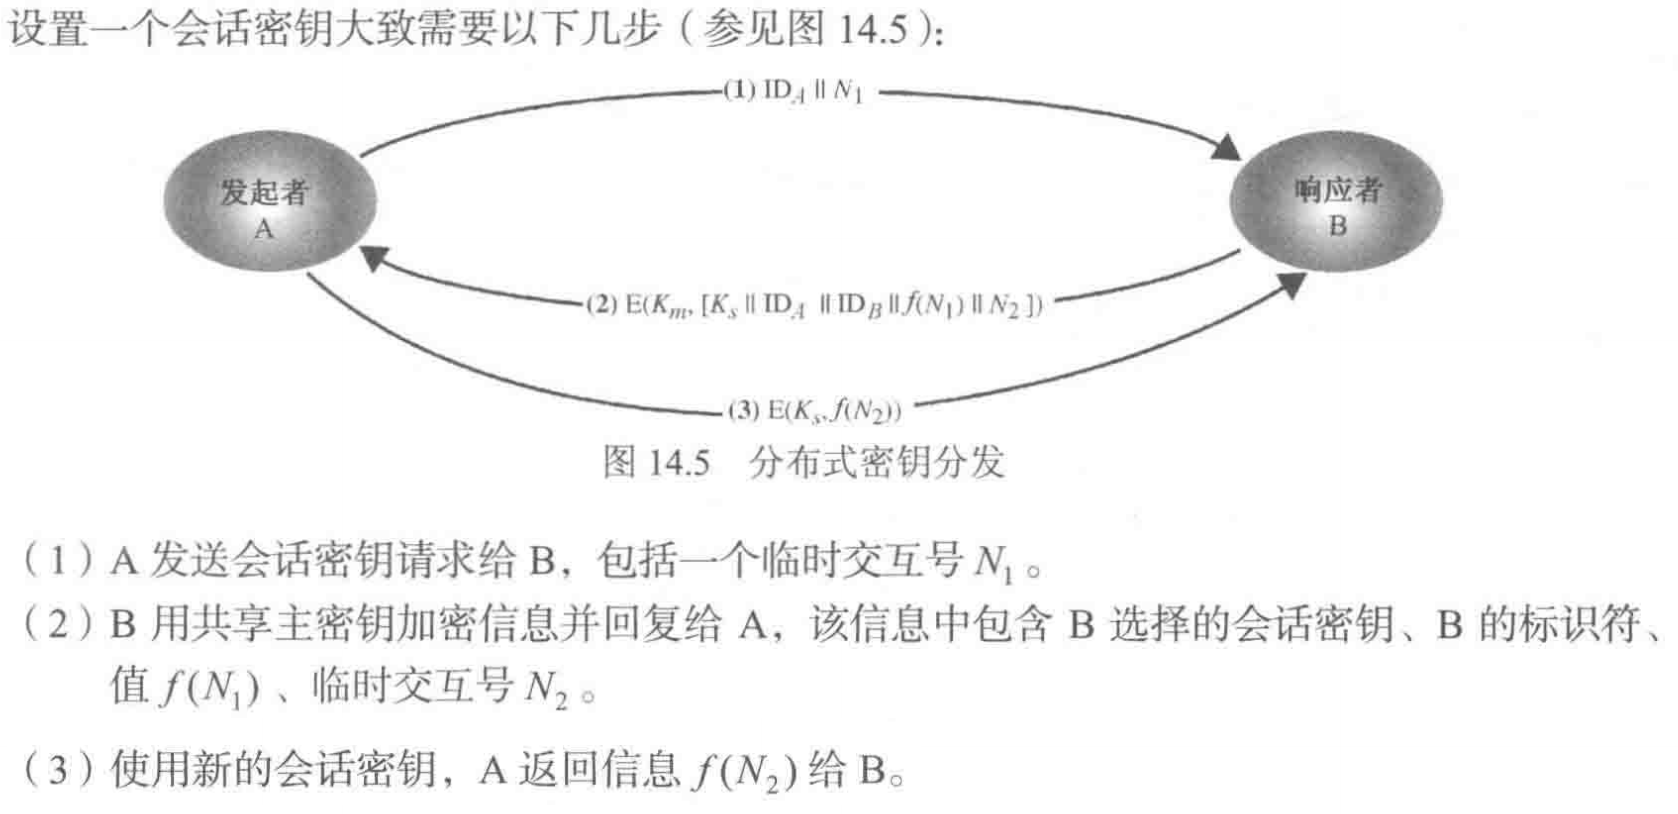 设置一个会话密钥大致需要以下几步（参见图 14.5）：
(1) ID_A || N_1
发起者
A
响应者
B
(2) E(K_m, [K_s || ID_A || ID_B || f(N_1) || N_2 ])
(3) E(K_s, f(N_2))
图 14.5 分布式密钥分发
（1）A 发送会话密钥请求给 B，包括一个临时交互号 N_1。
（2）B 用共享主密钥加密信息并回复给 A，该信息中包含 B 选择的会话密钥、B 的标识符、
值 f(N_1)、临时交互号 N_2。
（3）使用新的会话密钥，A 返回信息 f(N_2) 给 B。